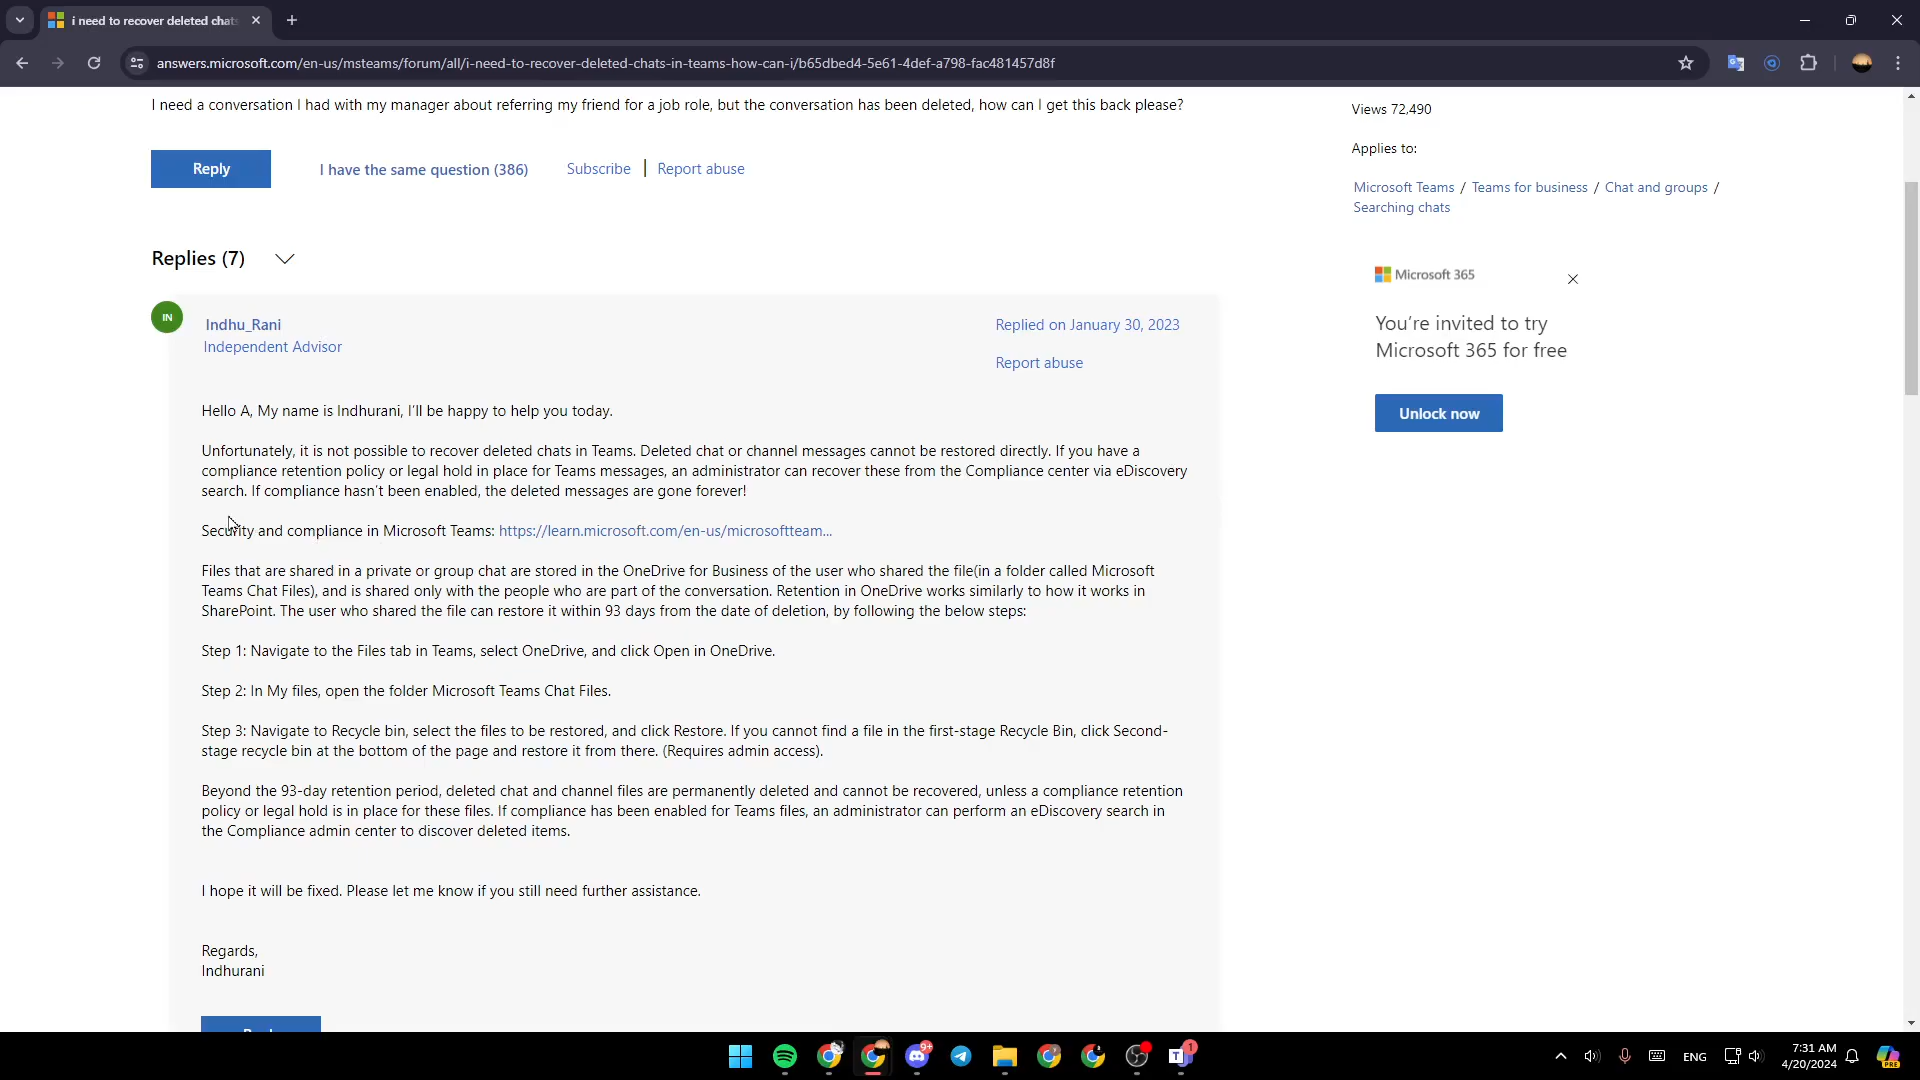 i need to recover deleted chats
answers.microsoft.com/en-us/msteams/forum/all/i-need-to-recover-deleted-chats-in-teams-how-can-i/b65dbed4-5e61-4def-a798-fac481457d8f
I need a conversation I had with my manager about referring my friend for a job role, but the conversation has been deleted, how can I get this back please?
Reply
I have the same question (386)
Subscribe | Report abuse
Views 72,490
Applies to:
Microsoft Teams / Teams for business / Chat and groups /
Searching chats
Microsoft 365
You're invited to try
Microsoft 365 for free
Unlock now
Replies (7)
IN
Indhu_Rani
Independent Advisor
Replied on January 30, 2023
Report abuse
Hello A, My name is Indhurani, I'll be happy to help you today.
Unfortunately, it is not possible to recover deleted chats in Teams. Deleted chat or channel messages cannot be restored directly. If you have a
compliance retention policy or legal hold in place for Teams messages, an administrator can recover these from the Compliance center via eDiscovery
search. If compliance hasn't been enabled, the deleted messages are gone forever!
Security and compliance in Microsoft Teams: https://learn.microsoft.com/en-us/microsoftteam...
Files that are shared in a private or group chat are stored in the OneDrive for Business of the user who shared the file(in a folder called Microsoft
Teams Chat Files), and is shared only with the people who are part of the conversation. Retention in OneDrive works similarly to how it works in
SharePoint. The user who shared the file can restore it within 93 days from the date of deletion, by following the below steps:
Step 1: Navigate to the Files tab in Teams, select OneDrive, and click Open in OneDrive.
Step 2: In My files, open the folder Microsoft Teams Chat Files.
Step 3: Navigate to Recycle bin, select the files to be restored, and click Restore. If you cannot find a file in the first-stage Recycle Bin, click Second-
stage recycle bin at the bottom of the page and restore it from there. (Requires admin access).
Beyond the 93-day retention period, deleted chat and channel files are permanently deleted and cannot be recovered, unless a compliance retention
policy or legal hold is in place for these files. If compliance has been enabled for Teams files, an administrator can perform an eDiscovery search in
the Compliance admin center to discover deleted items.
I hope it will be fixed. Please let me know if you still need further assistance.
Regards,
Indhurani
9+
1
ENG
7:31 AM
4/20/2024
PRE